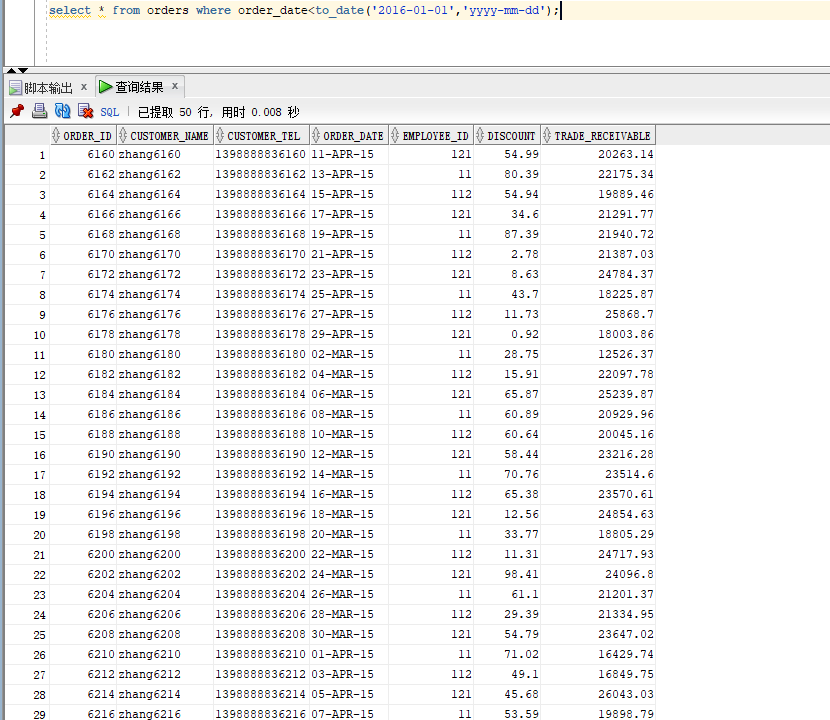 select * from orders where order_date<to_date('2016-01-01','yyyy-mm-dd');
脚本输出 × 查询结果 ×
SQL 已提取 50 行, 用时 0.008 秒
ORDER_ID CUSTOMER_NAME CUSTOMER_TEL ORDER_DATE EMPLOYEE_ID DISCOUNT TRADE_RECEIVABLE
1 6160 zhang6160 1398888836160 11-APR-15 121 54.99 20263.14
2 6162 zhang6162 1398888836162 13-APR-15 11 80.39 22175.34
3 6164 zhang6164 1398888836164 15-APR-15 112 54.94 19889.46
4 6166 zhang6166 1398888836166 17-APR-15 121 34.6 21291.77
5 6168 zhang6168 1398888836168 19-APR-15 11 87.39 21940.72
6 6170 zhang6170 1398888836170 21-APR-15 112 2.78 21387.03
7 6172 zhang6172 1398888836172 23-APR-15 121 8.63 24784.37
8 6174 zhang6174 1398888836174 25-APR-15 11 43.7 18225.87
9 6176 zhang6176 1398888836176 27-APR-15 112 11.73 25868.7
10 6178 zhang6178 1398888836178 29-APR-15 121 0.92 18003.86
11 6180 zhang6180 1398888836180 02-MAR-15 11 28.75 12526.37
12 6182 zhang6182 1398888836182 04-MAR-15 112 15.91 22097.78
13 6184 zhang6184 1398888836184 06-MAR-15 121 65.87 25239.87
14 6186 zhang6186 1398888836186 08-MAR-15 11 60.89 20929.96
15 6188 zhang6188 1398888836188 10-MAR-15 112 60.64 20045.16
16 6190 zhang6190 1398888836190 12-MAR-15 121 58.44 23216.28
17 6192 zhang6192 1398888836192 14-MAR-15 11 70.76 23514.6
18 6194 zhang6194 1398888836194 16-MAR-15 112 65.38 23570.61
19 6196 zhang6196 1398888836196 18-MAR-15 121 12.56 24854.63
20 6198 zhang6198 1398888836198 20-MAR-15 11 33.77 18805.29
21 6200 zhang6200 1398888836200 22-MAR-15 112 11.31 24717.93
22 6202 zhang6202 1398888836202 24-MAR-15 121 98.41 24096.8
23 6204 zhang6204 1398888836204 26-MAR-15 11 61.1 21201.37
24 6206 zhang6206 1398888836206 28-MAR-15 112 29.39 21334.95
25 6208 zhang6208 1398888836208 30-MAR-15 121 54.79 23647.02
26 6210 zhang6210 1398888836210 01-APR-15 11 71.02 16429.74
27 6212 zhang6212 1398888836212 03-APR-15 112 49.1 16849.75
28 6214 zhang6214 1398888836214 05-APR-15 121 45.68 26043.03
29 6216 zhang6216 1398888836216 07-APR-15 11 53.59 19898.79